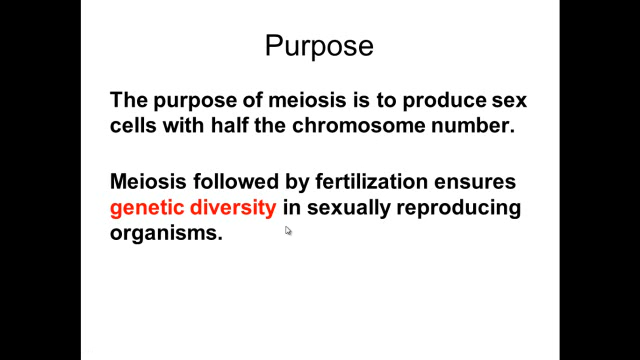 Purpose
The purpose of meiosis is to produce sex
cells with half the chromosome number.
Meiosis followed by fertilization ensures
genetic diversity in sexually reproducing
organisms.